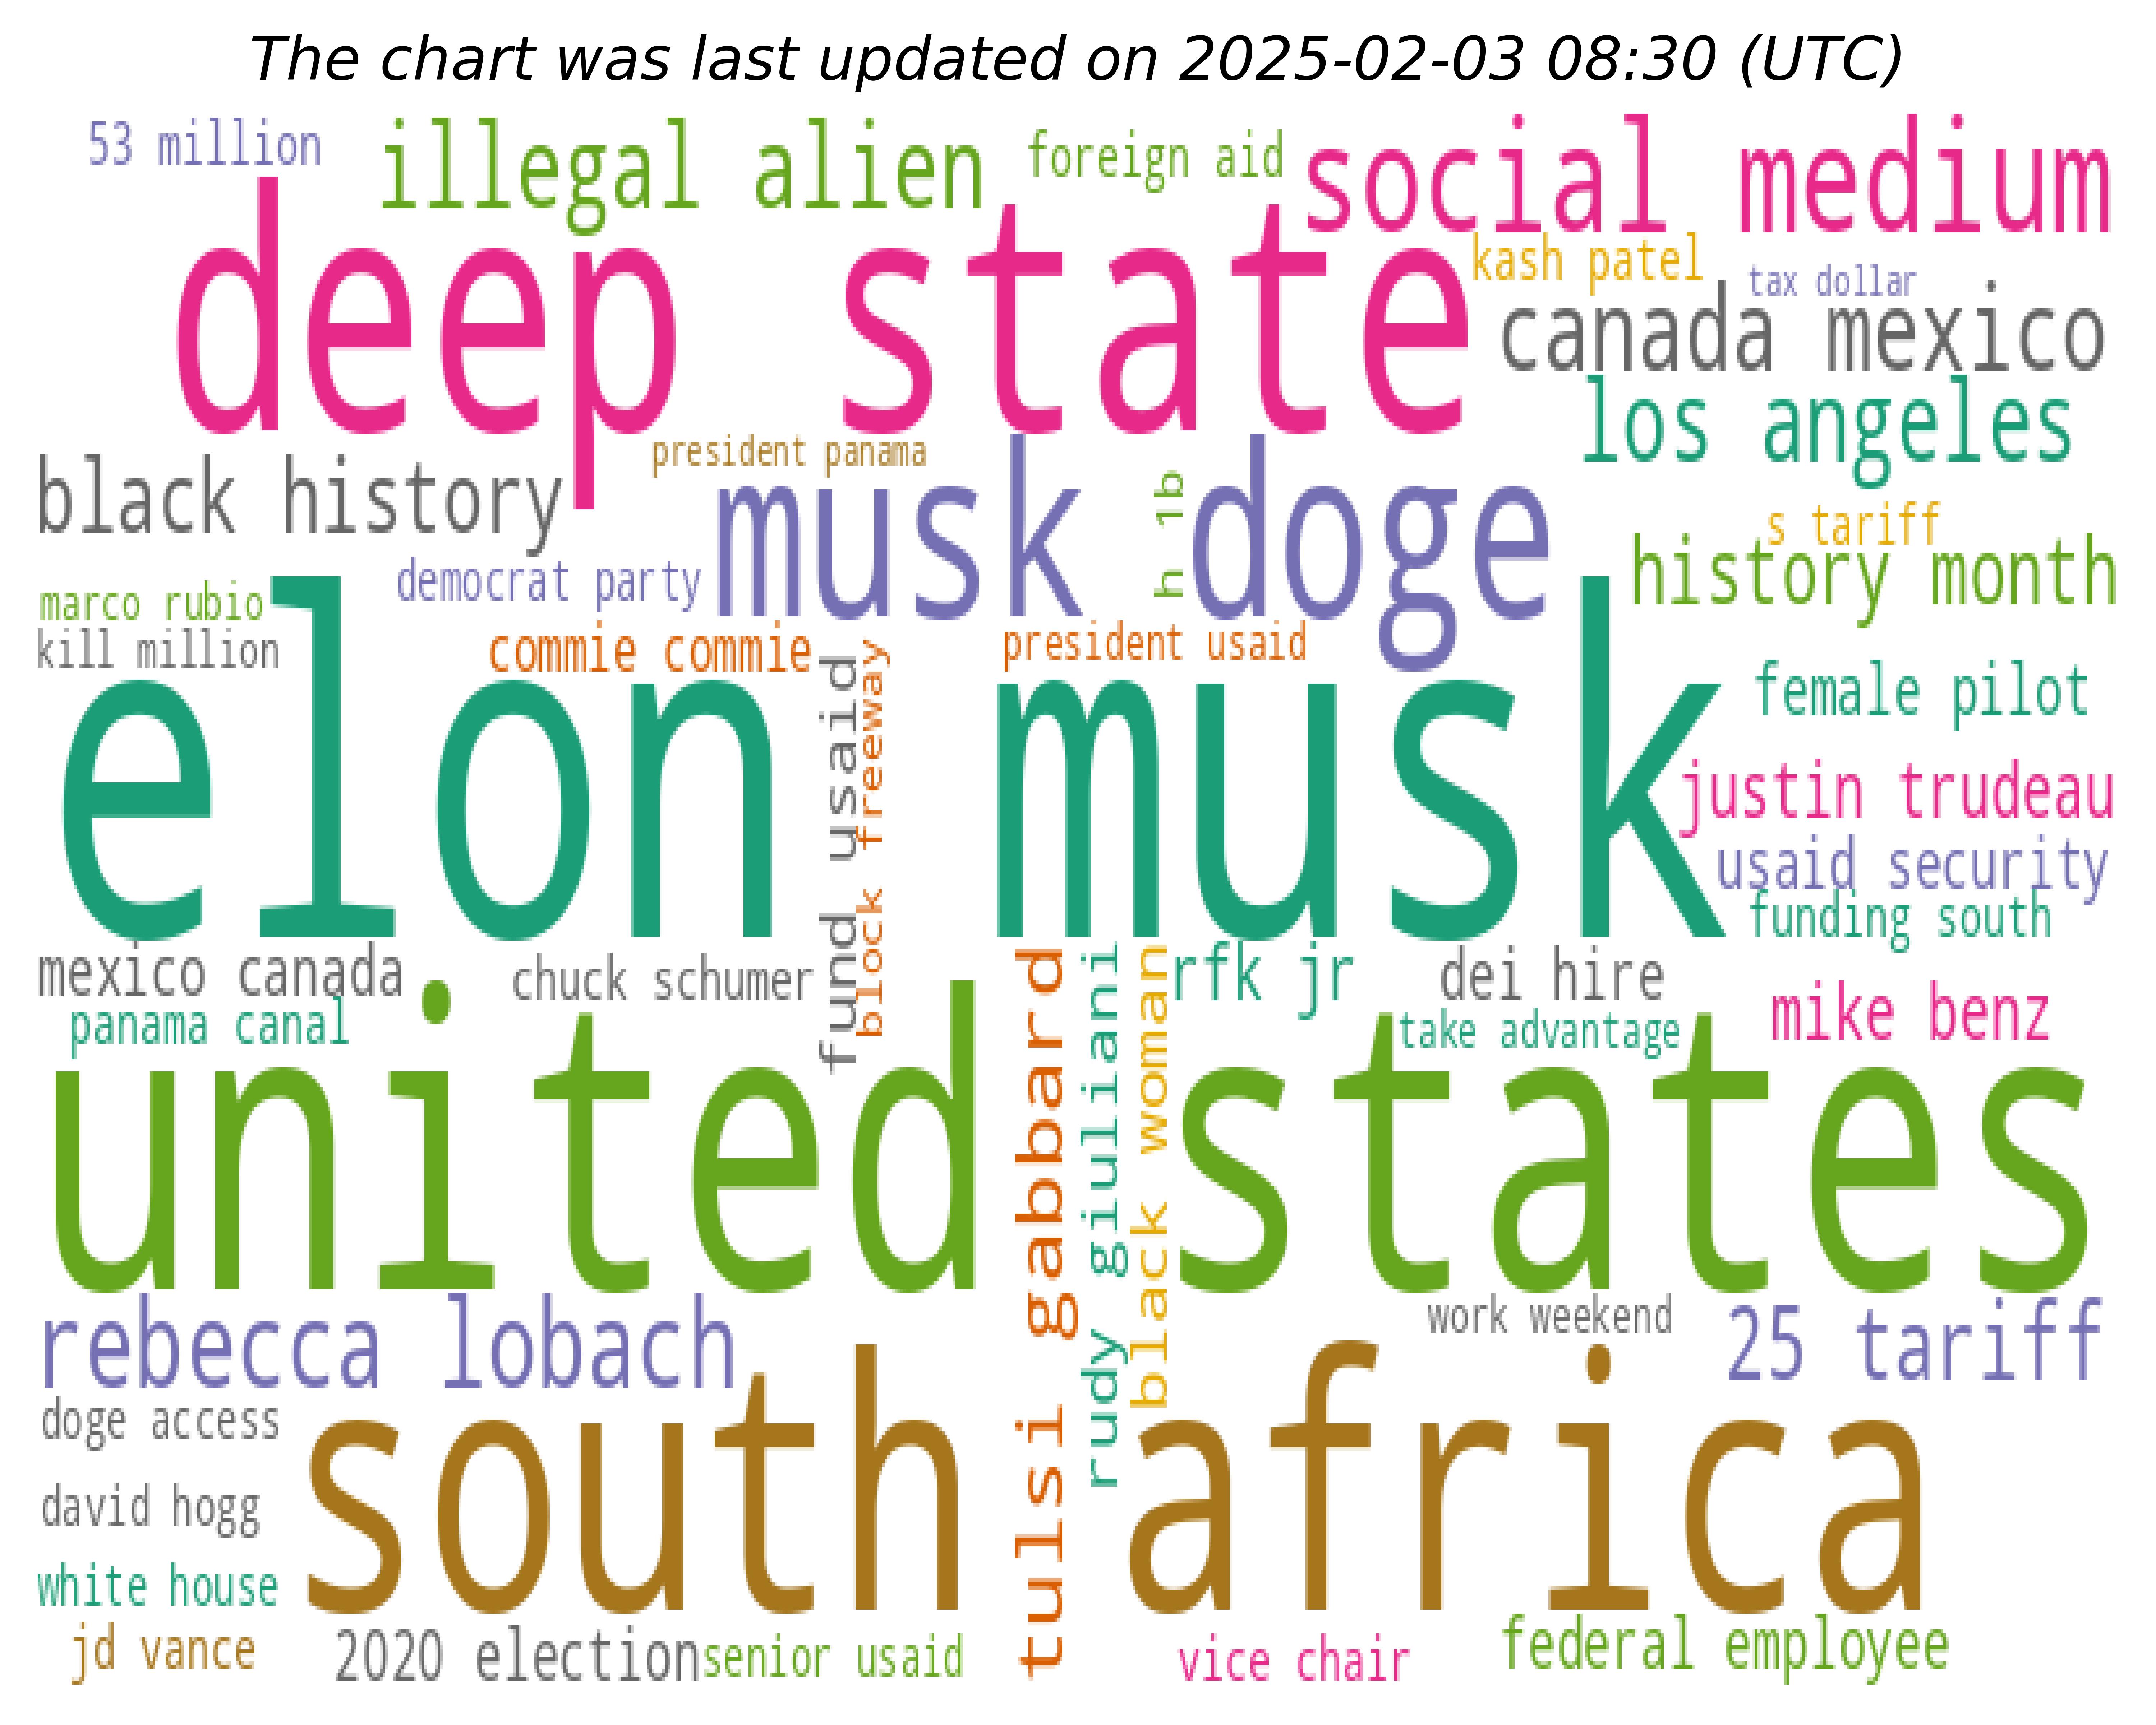 The chart was last updated on 2025-02-03 08:30 (UTC)
53 million
illegal alien
foreign aid
social medium
deep state
kash patel
tax dollar
canada mexico
los angeles
president panama
black history
musk doge
h 1b
s tariff
history month
democrat party
marco rubio
kill million
commie commie
president usaid
elon musk
fund usaid
block freeway
female pilot
justin trudeau
usaid security
funding south
mexico canada
chuck schumer
rfk jr
dei hire
mike benz
panama canal
take advantage
united states
tulsi gabbard
rudy giuliani
black woman
rebecca lobach
work weekend
25 tariff
doge access
south africa
david hogg
white house
jd vance
2020 election
senior usaid
vice chair
federal employee